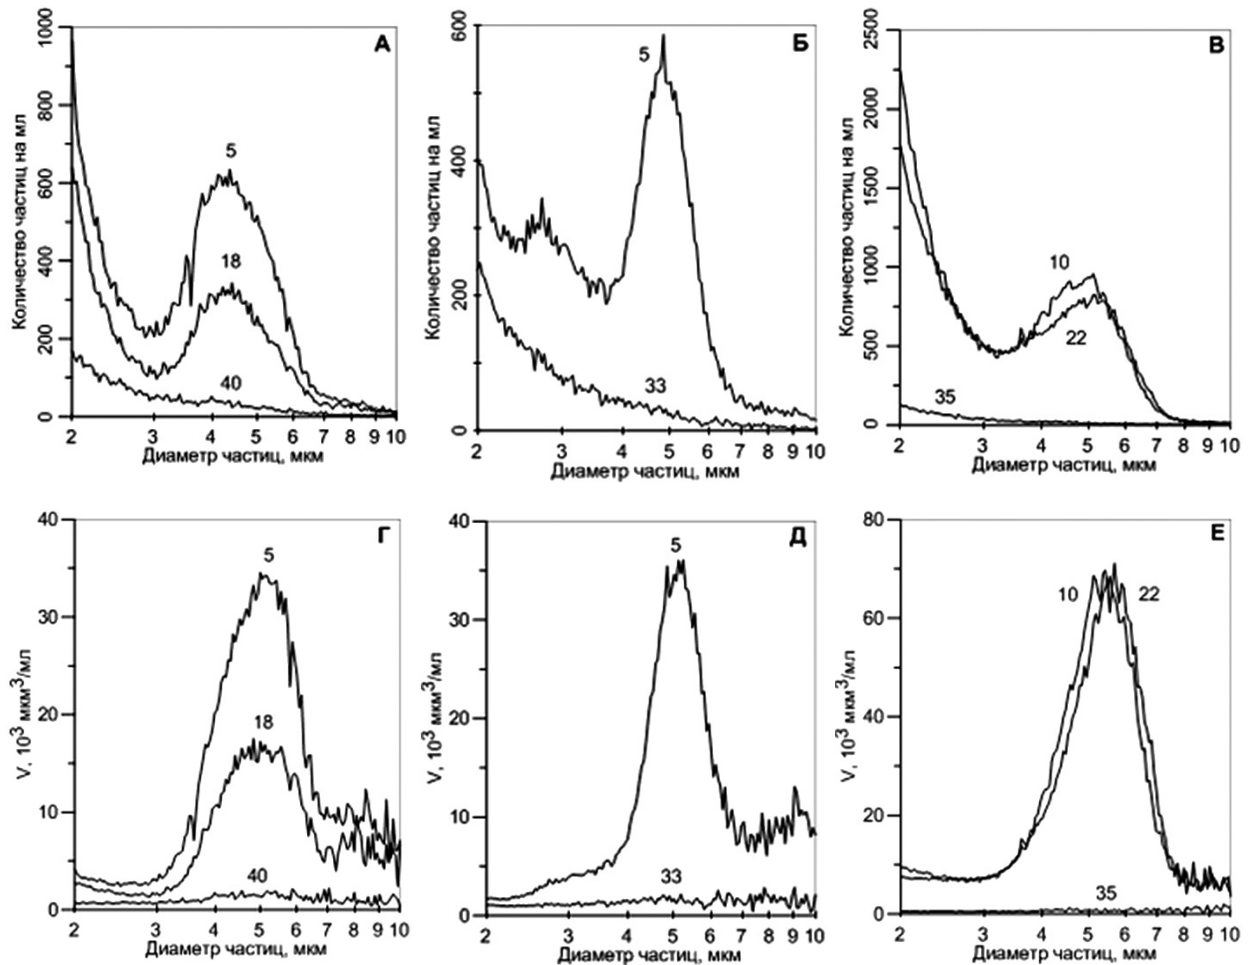 А
Количество частиц на мл
1000
800
600
400
200
0
5
18
40
2 3 4 5 6 7 8 9 10
Диаметр частиц, мкм
Б
Количество частиц на мл
600
400
200
0
5
33
2 3 4 5 6 7 8 9 10
Диаметр частиц, мкм
В
Количество частиц на мл
2500
2000
1500
1000
500
0
10
22
35
2 3 4 5 6 7 8 9 10
Диаметр частиц, мкм
Г
V, 10³ мкм³/мл
40
30
20
10
0
5
18
40
2 3 4 5 6 7 8 9 10
Диаметр частиц, мкм
Д
V, 10³ мкм³/мл
40
30
20
10
0
5
33
2 3 4 5 6 7 8 9 10
Диаметр частиц, мкм
Е
V, 10³ мкм³/мл
80
60
40
20
0
10 22
35
2 3 4 5 6 7 8 9 10
Диаметр частиц, мкм